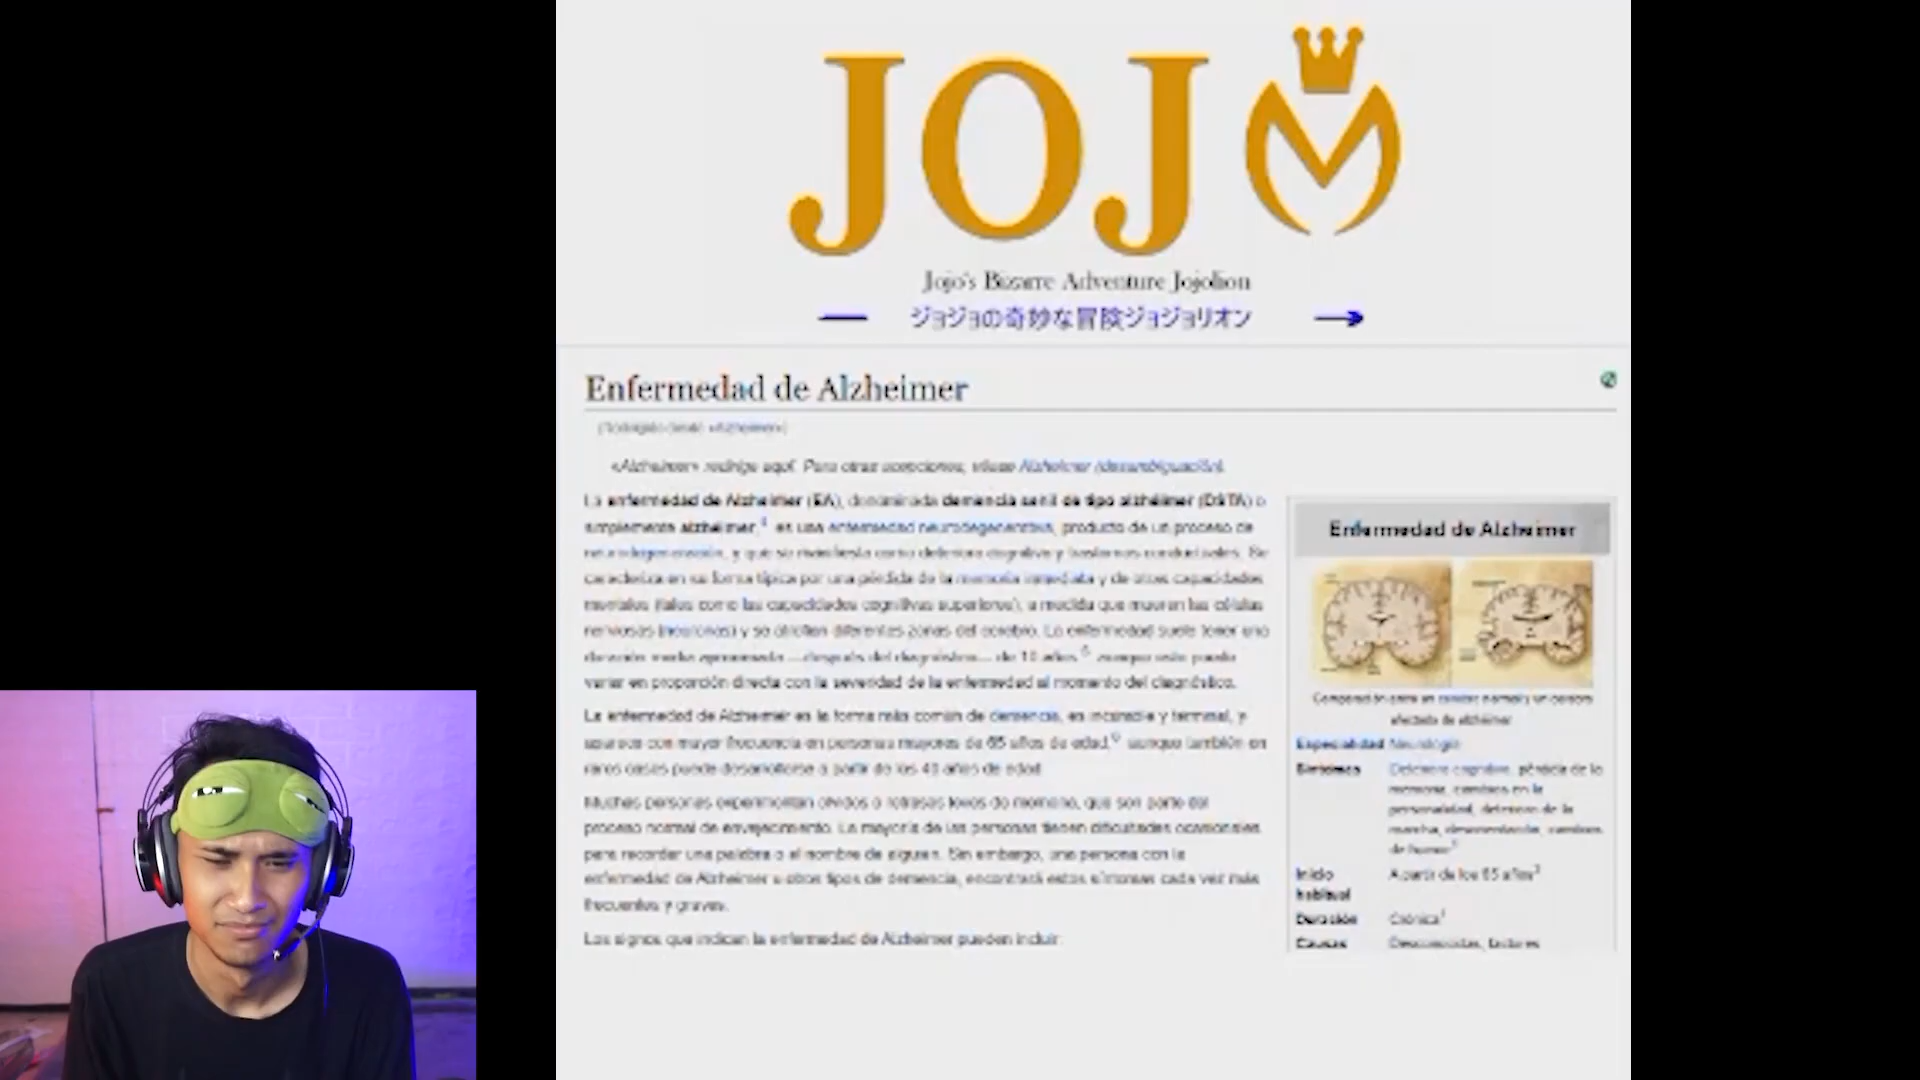 JOJO
Jojo's Bizarre Adventure Jojolion
ジョジョの奇妙な冒険ジョジョリオン
Enfermedad de Alzheimer
(Redirigido desde «Alzheimer»)
«Alzheimer» redirige aquí. Para otras acepciones, véase Alzheimer (desambiguación).
La enfermedad de Alzheimer (EA), denominada demencia senil de tipo alzhéimer (DSTA) o
simplemente alzhéimer, es una enfermedad neurodegenerativa, producto de un proceso de
neurodegeneración, y que se manifiesta como deterioro cognitivo y trastornos conductuales. Se
caracteriza en su forma típica por una pérdida de la memoria inmediata y de otras capacidades
mentales (tales como las capacidades cognitivas superiores), a medida que mueren las células
nerviosas (neuronas) y se atrofian diferentes zonas del cerebro. La enfermedad suele tener una
duración media aproximada —después del diagnóstico— de 10 años, aunque esto puede
variar en proporción directa con la severidad de la enfermedad al momento del diagnóstico.
La enfermedad de Alzheimer es la forma más común de demencia, es incurable y terminal, y
aparece con mayor frecuencia en personas mayores de 65 años de edad, aunque también en
raros casos puede desarrollarse a partir de los 40 años de edad.
Muchas personas experimentan olvidos o retrasos leves de memoria, que son parte del
proceso normal de envejecimiento. La mayoría de las personas tienen dificultades ocasionales
para recordar una palabra o el nombre de alguien. Sin embargo, una persona con la
enfermedad de Alzheimer u otros tipos de demencia, encontrará estos síntomas cada vez más
frecuentes y graves.
Los signos que indican la enfermedad de Alzheimer pueden incluir:
Enfermedad de Alzheimer
Comparación entre un cerebro normal y un cerebro
afectado de alzhéimer
Especialidad Neurología
Síntomas Deterioro cognitivo, pérdida de la
memoria, cambios en la
personalidad, deterioro de la
marcha, desorientación, cambios
de humor
Inicio A partir de los 65 años
habitual
Duración Crónica
Causas Desconocidas, factores